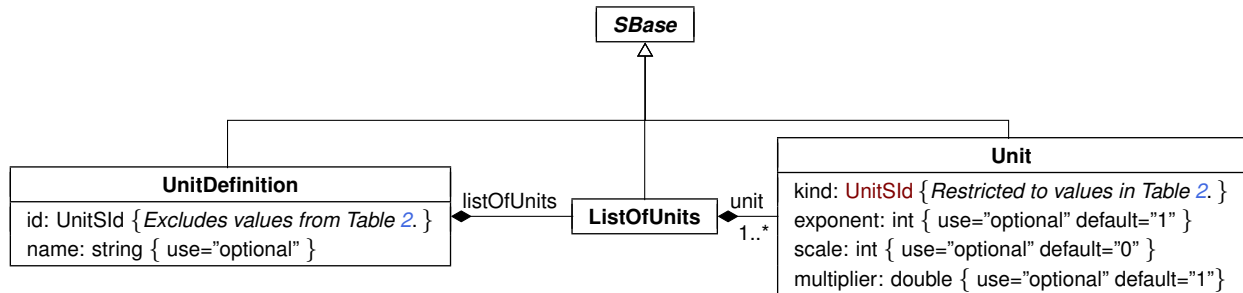 SBase
UnitDefinition
id: UnitSId {Excludes values from Table 2. }
name: string { use=”optional” }
listOfUnits
ListOfUnits
unit
1..*
Unit
kind: UnitSId {Restricted to values in Table 2. }
exponent: int { use=”optional” default=”1” }
scale: int { use=”optional” default=”0” }
multiplier: double { use=”optional” default=”1”}